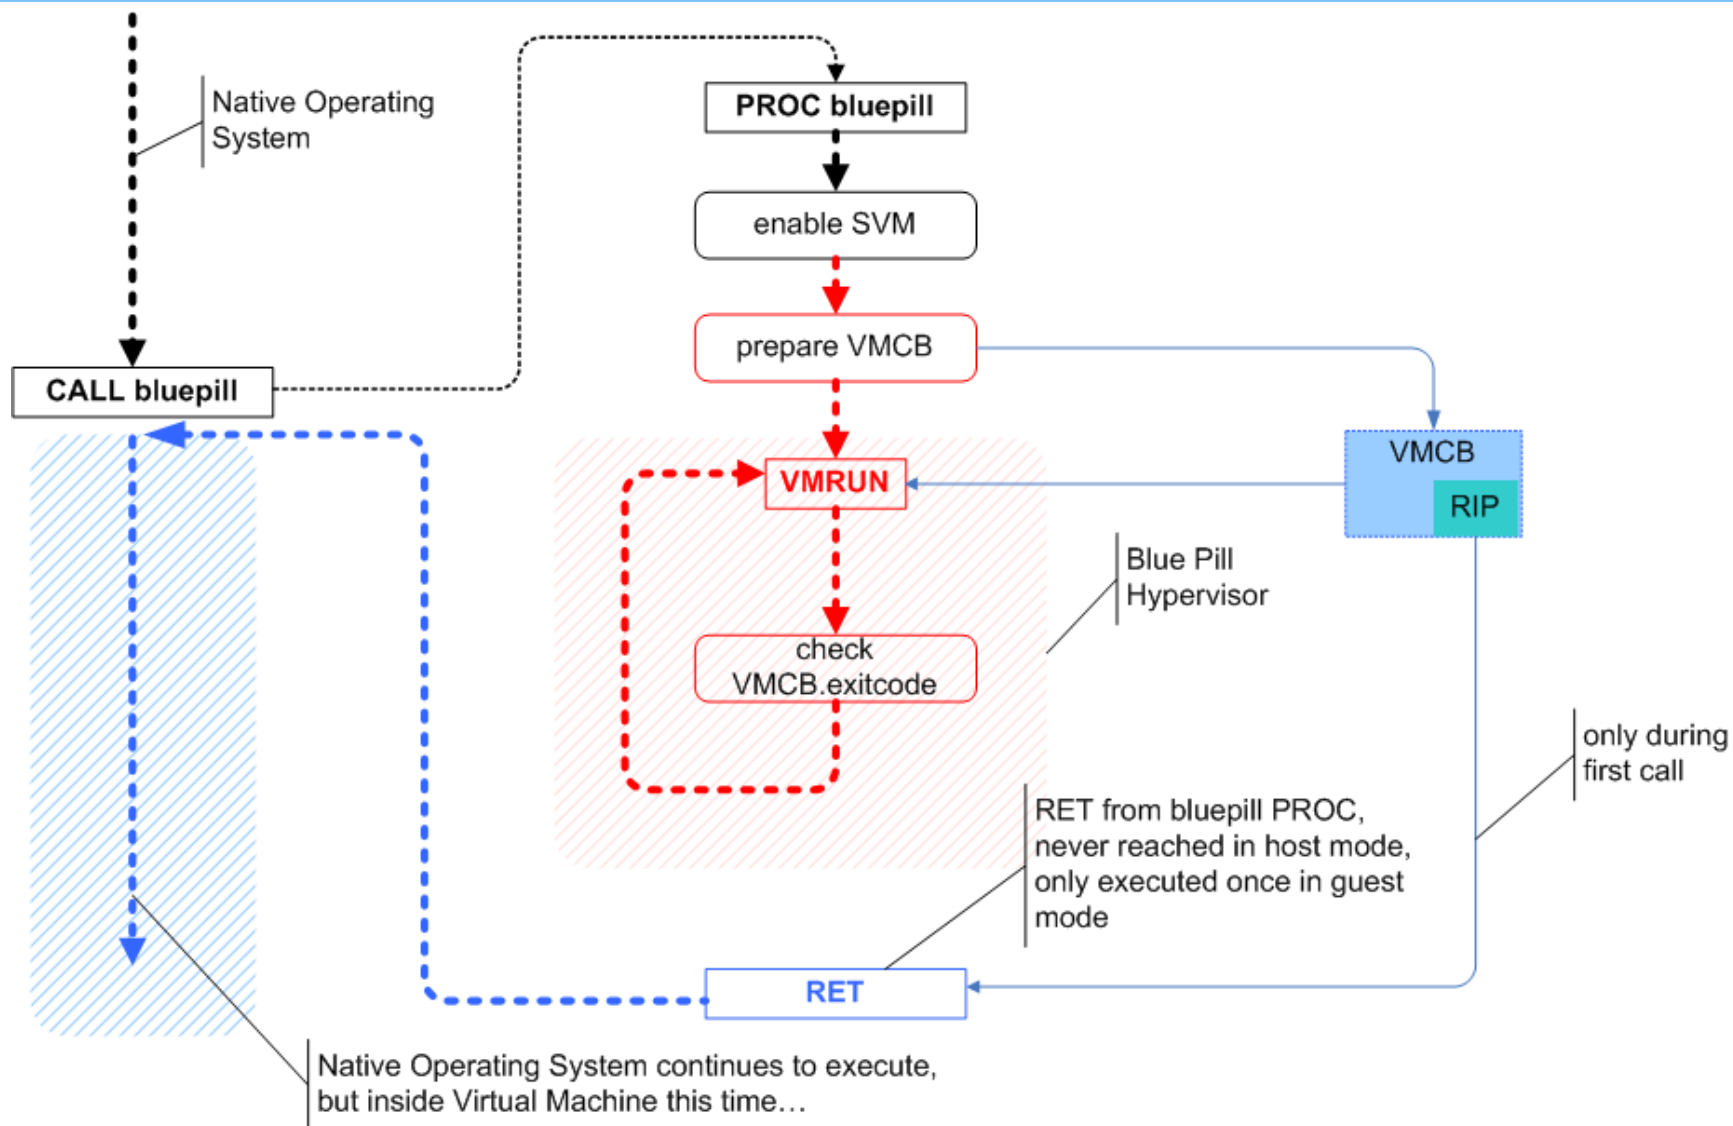 Native Operating
System
PROC bluepill
enable SVM
prepare VMCB
CALL bluepill
VMCB
RIP
VMRUN
Blue Pill
Hypervisor
check
VMCB.exitcode
only during
first call
RET from bluepill PROC,
never reached in host mode,
only executed once in guest
mode
RET
Native Operating System continues to execute,
but inside Virtual Machine this time…